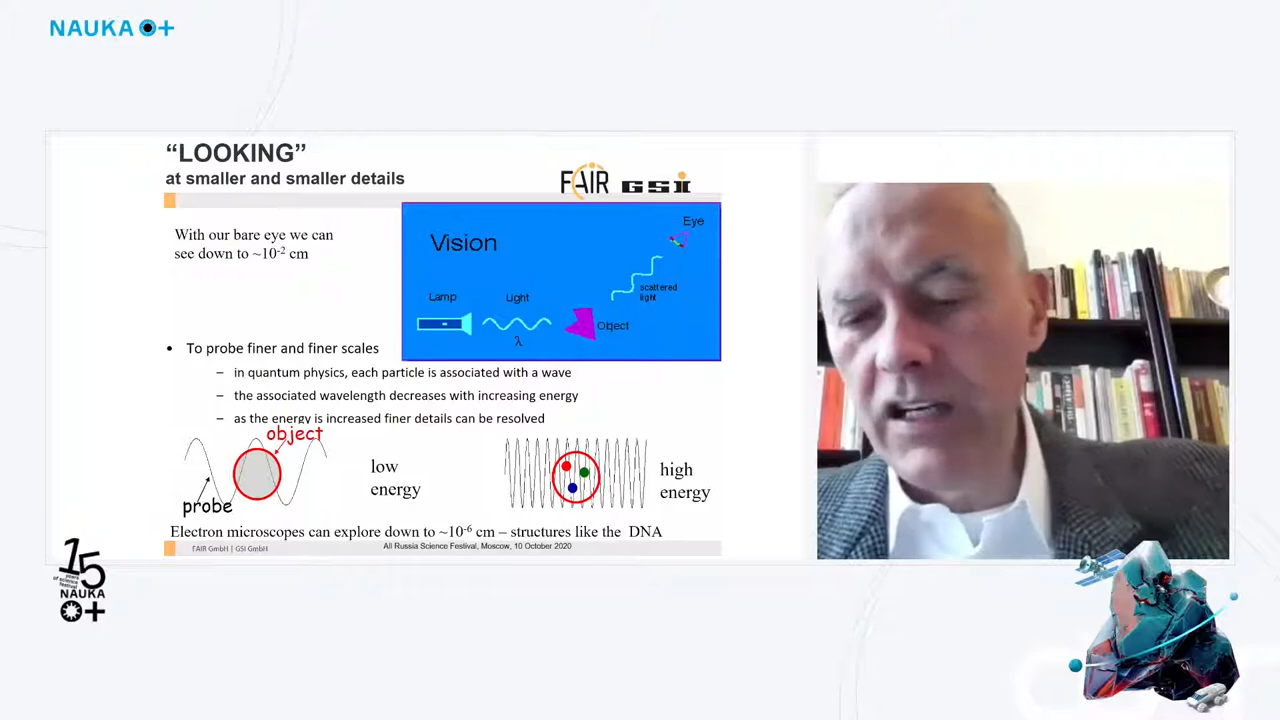 NAUKA 0+
“LOOKING”
at smaller and smaller details
FAIR GSI
With our bare eye we can
see down to ~10⁻² cm
Vision
Eye
scattered
light
Lamp
Light
λ
Object
• To probe finer and finer scales
– in quantum physics, each particle is associated with a wave
– the associated wavelength decreases with increasing energy
– as the energy is increased finer details can be resolved
object
probe
low
energy
high
energy
Electron microscopes can explore down to ~10⁻⁶ cm – structures like the DNA
FAIR GmbH | GSI GmbH
All Russia Science Festival, Moscow, 10 October 2020
15
years
of science
festival
NAUKA
0+